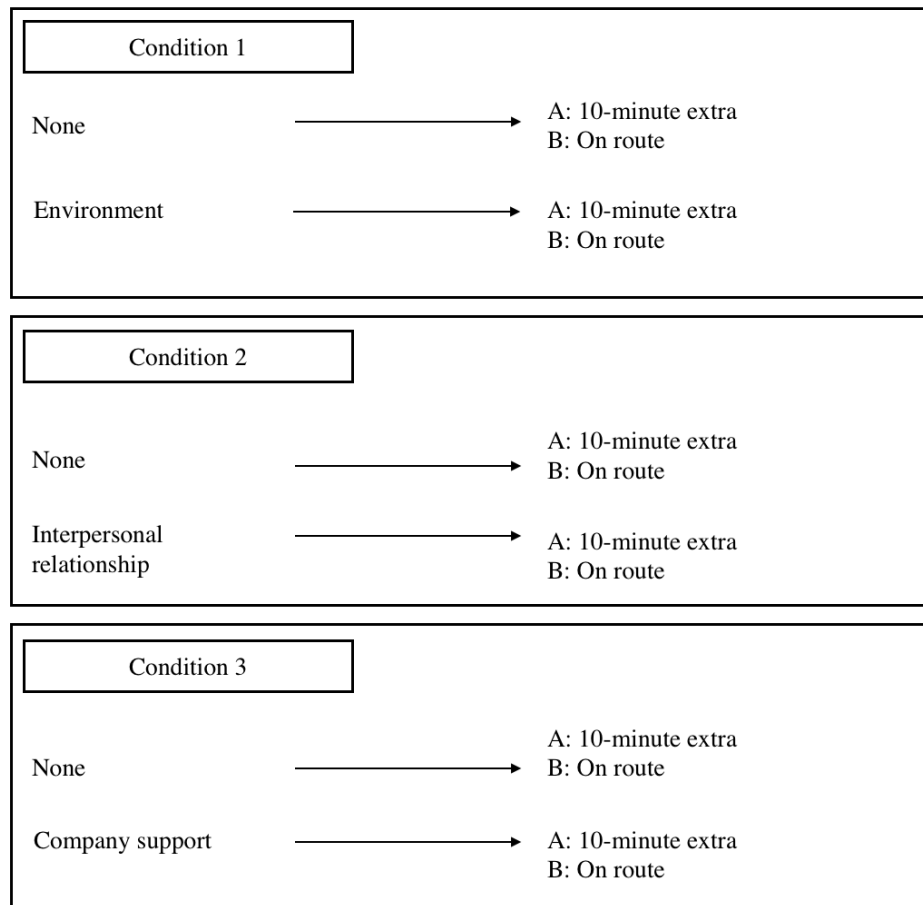 Condition 1
None
A: 10-minute extra
B: On route
Environment
A: 10-minute extra
B: On route
Condition 2
None
A: 10-minute extra
B: On route
Interpersonal
relationship
A: 10-minute extra
B: On route
Condition 3
None
A: 10-minute extra
B: On route
Company support
A: 10-minute extra
B: On route